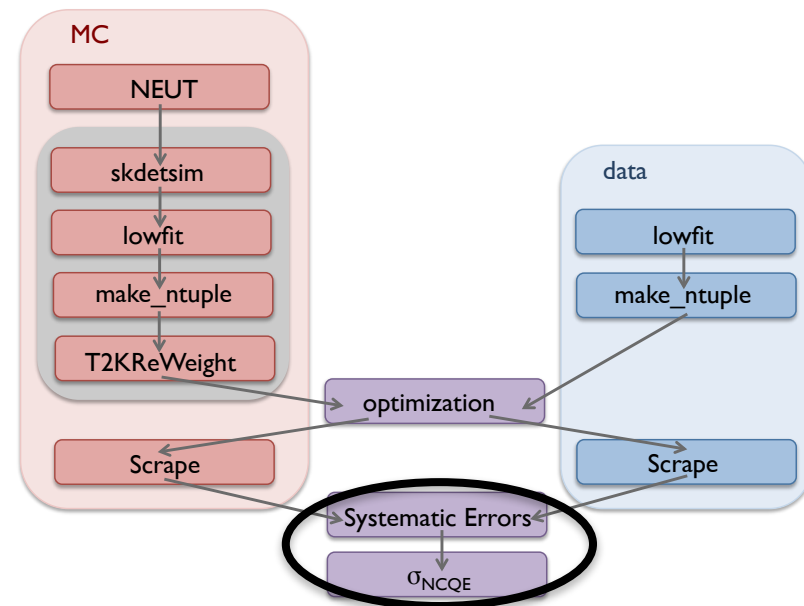 MC
NEUT
skdetsim
lowfit
make_ntuple
T2KReWeight
data
lowfit
make_ntuple
optimization
Scrape
Scrape
Systematic Errors
σNCQE